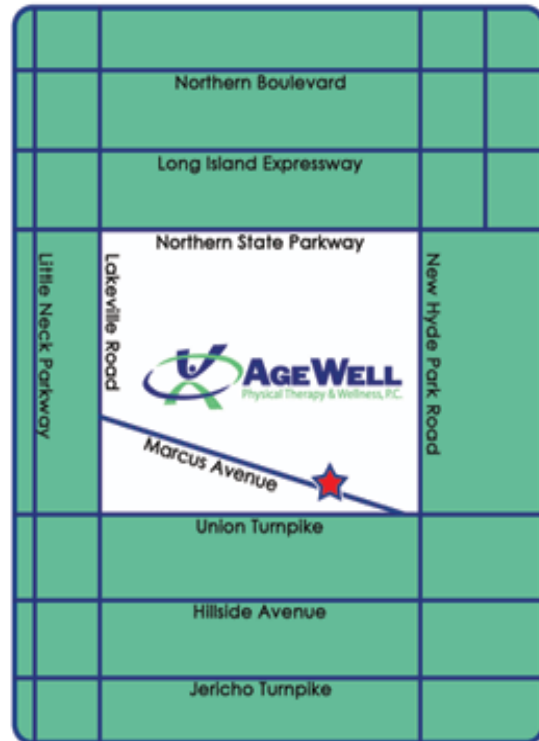 Northern Boulevard
Long Island Expressway
Northern State Parkway
Little Neck Parkway
Lakeville Road
New Hyde Park Road
AGEWELL
Physical Therapy & Wellness, P.C.
Marcus Avenue
Union Turnpike
Hillside Avenue
Jericho Turnpike